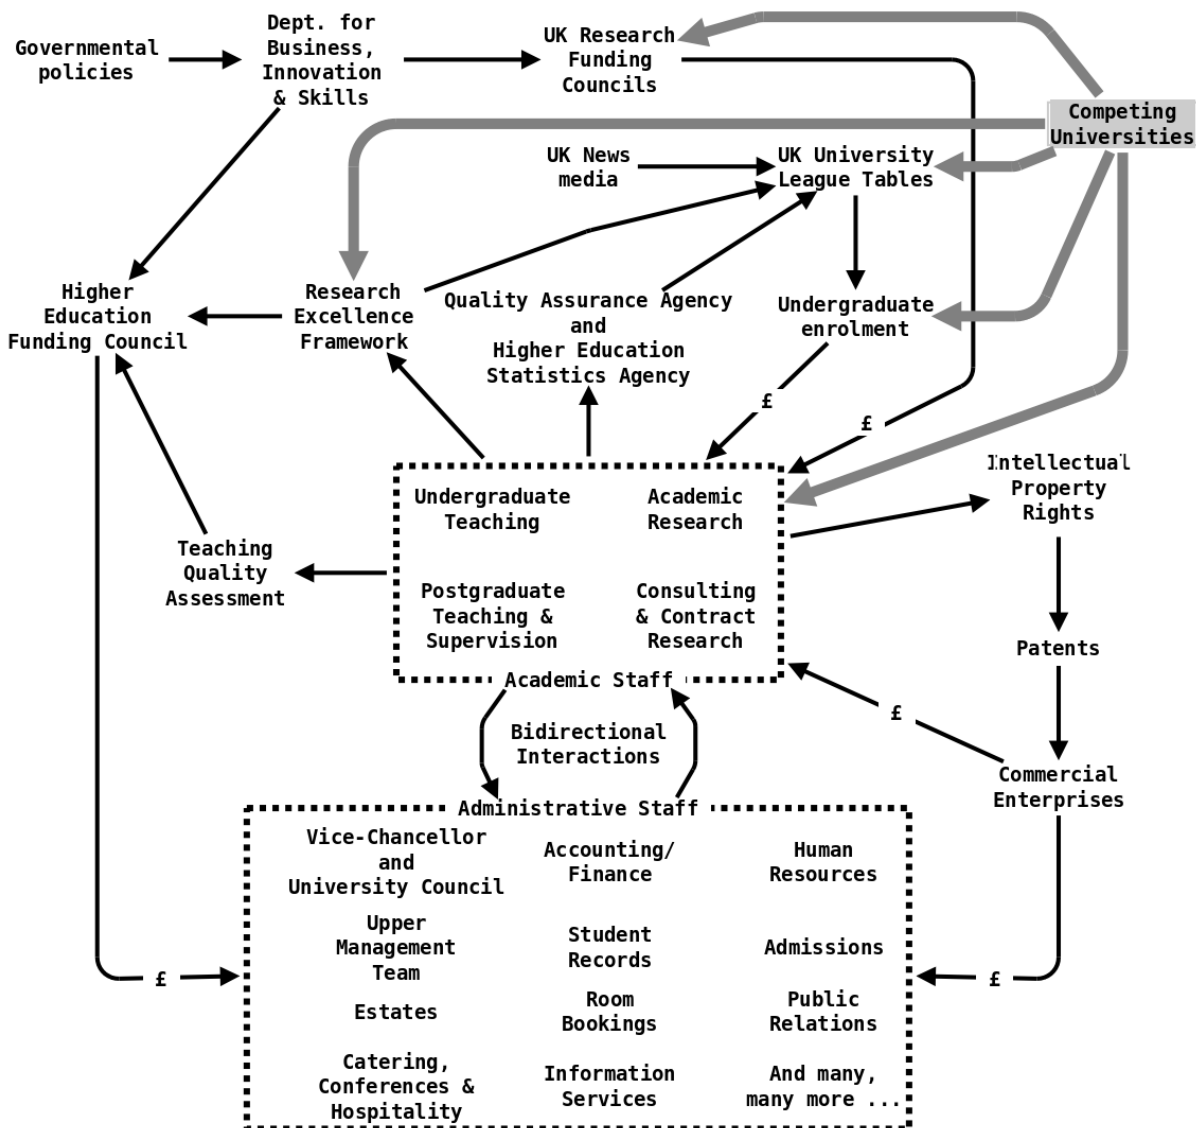 Governmental
policies
Dept. for
Business,
Innovation
& Skills
UK Research
Funding
Councils
Competing
Universities
UK News
media
UK University
League Tables
Higher
Education
Funding Council
Research
Excellence
Framework
Quality Assurance Agency
and
Higher Education
Statistics Agency
Undergraduate
enrolment
£
£
Intellectual
Property
Rights
Undergraduate
Teaching
Academic
Research
Teaching
Quality
Assessment
Postgraduate
Teaching &
Supervision
Consulting
& Contract
Research
Patents
Academic Staff
£
Bidirectional
Interactions
Commercial
Enterprises
Administrative Staff
Vice-Chancellor
and
University Council
Accounting/
Finance
Human
Resources
Upper
Management
Team
Student
Records
Admissions
£
£
Estates
Room
Bookings
Public
Relations
Catering,
Conferences &
Hospitality
Information
Services
And many,
many more ...